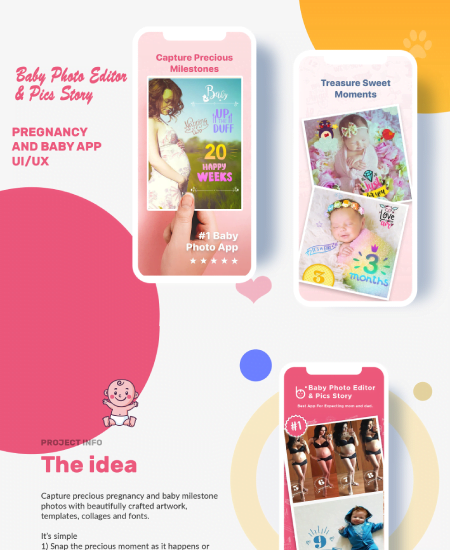 Baby Photo Editor
& Pics Story
PREGNANCY
AND BABY APP
UI/UX
Capture Precious
Milestones
Baby
UP
DUFF
20
HAPPY
WEEKS
#1 Baby
Photo App
Treasure Sweet
Moments
Love
3
3
months
Baby Photo Editor
& Pics Story
Best App For Expecting mom and dad.
#1
9
PROJECT INFO
The idea
Capture precious pregnancy and baby milestone
photos with beautifully crafted artwork,
templates, collages and fonts.
It's simple
1) Snap the precious moment as it happens or